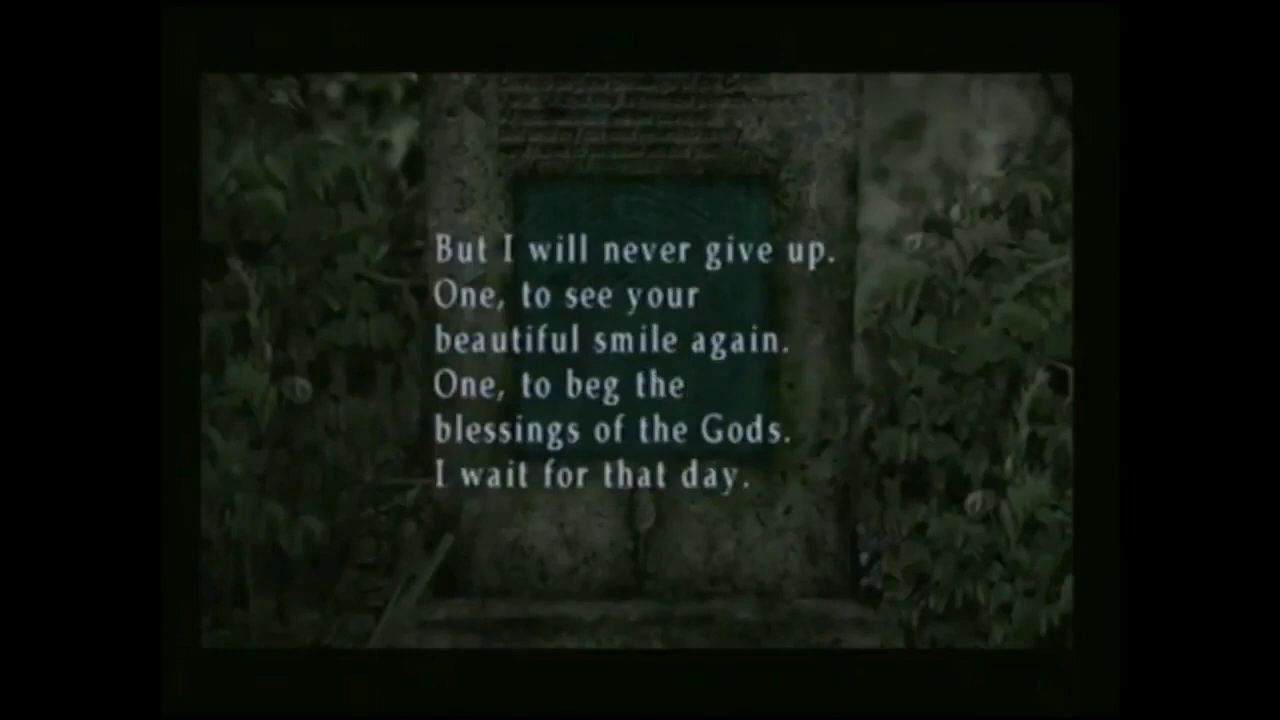 But I will never give up.
One, to see your
beautiful smile again.
One, to beg the
blessings of the Gods.
I wait for that day.